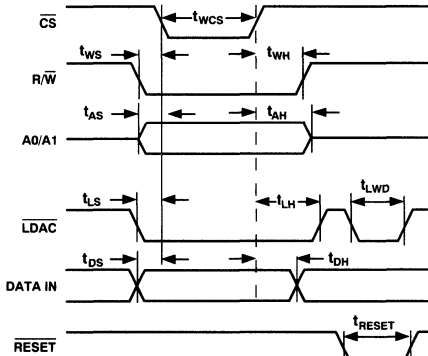 CS
tWCS
tWS
tWH
R/W
tAS
tAH
A0/A1
tLS
tLH
tLWD
LDAC
tDS
tDH
DATA IN
tRESET
RESET